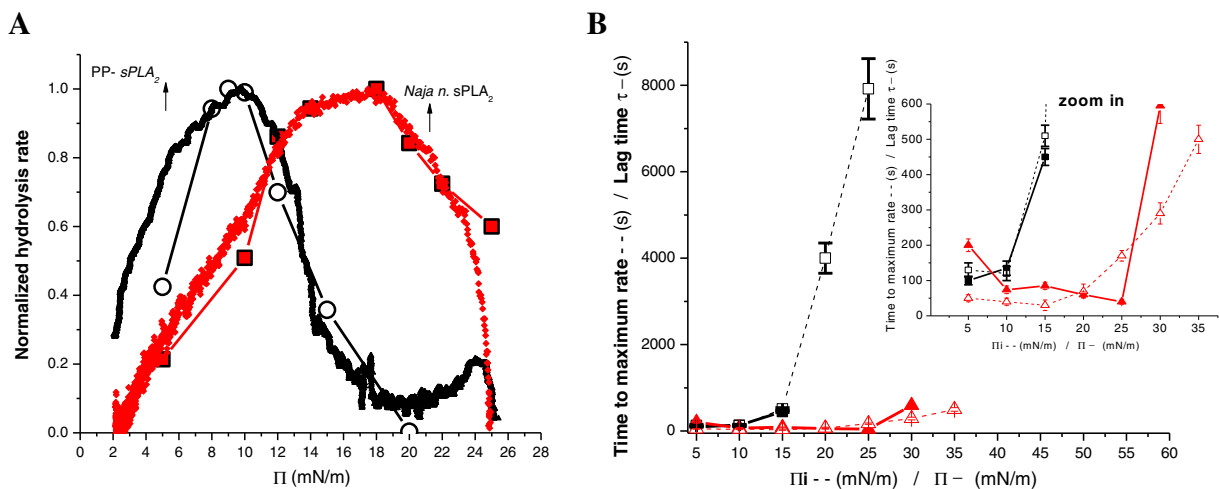 A
Normalized hydrolysis rate
1.0
0.8
0.6
0.4
0.2
0.0
PP- sPLA₂
Naja n. sPLA₂
0 2 4 6 8 10 12 14 16 18 20 22 24 26 28
Π (mN/m)
B
Time to maximum rate - - (s) / Lag time τ – (s)
8000
6000
4000
2000
0
5 10 15 20 25 30 35 40 45 50 55 60
Πi - - (mN/m) / Π – (mN/m)
zoom in
Time to maximum rate - - (s) / Lag time τ – (s)
600
500
400
300
200
100
0
5 10 15 20 25 30 35
Πi - - (mN/m) / Π – (mN/m)